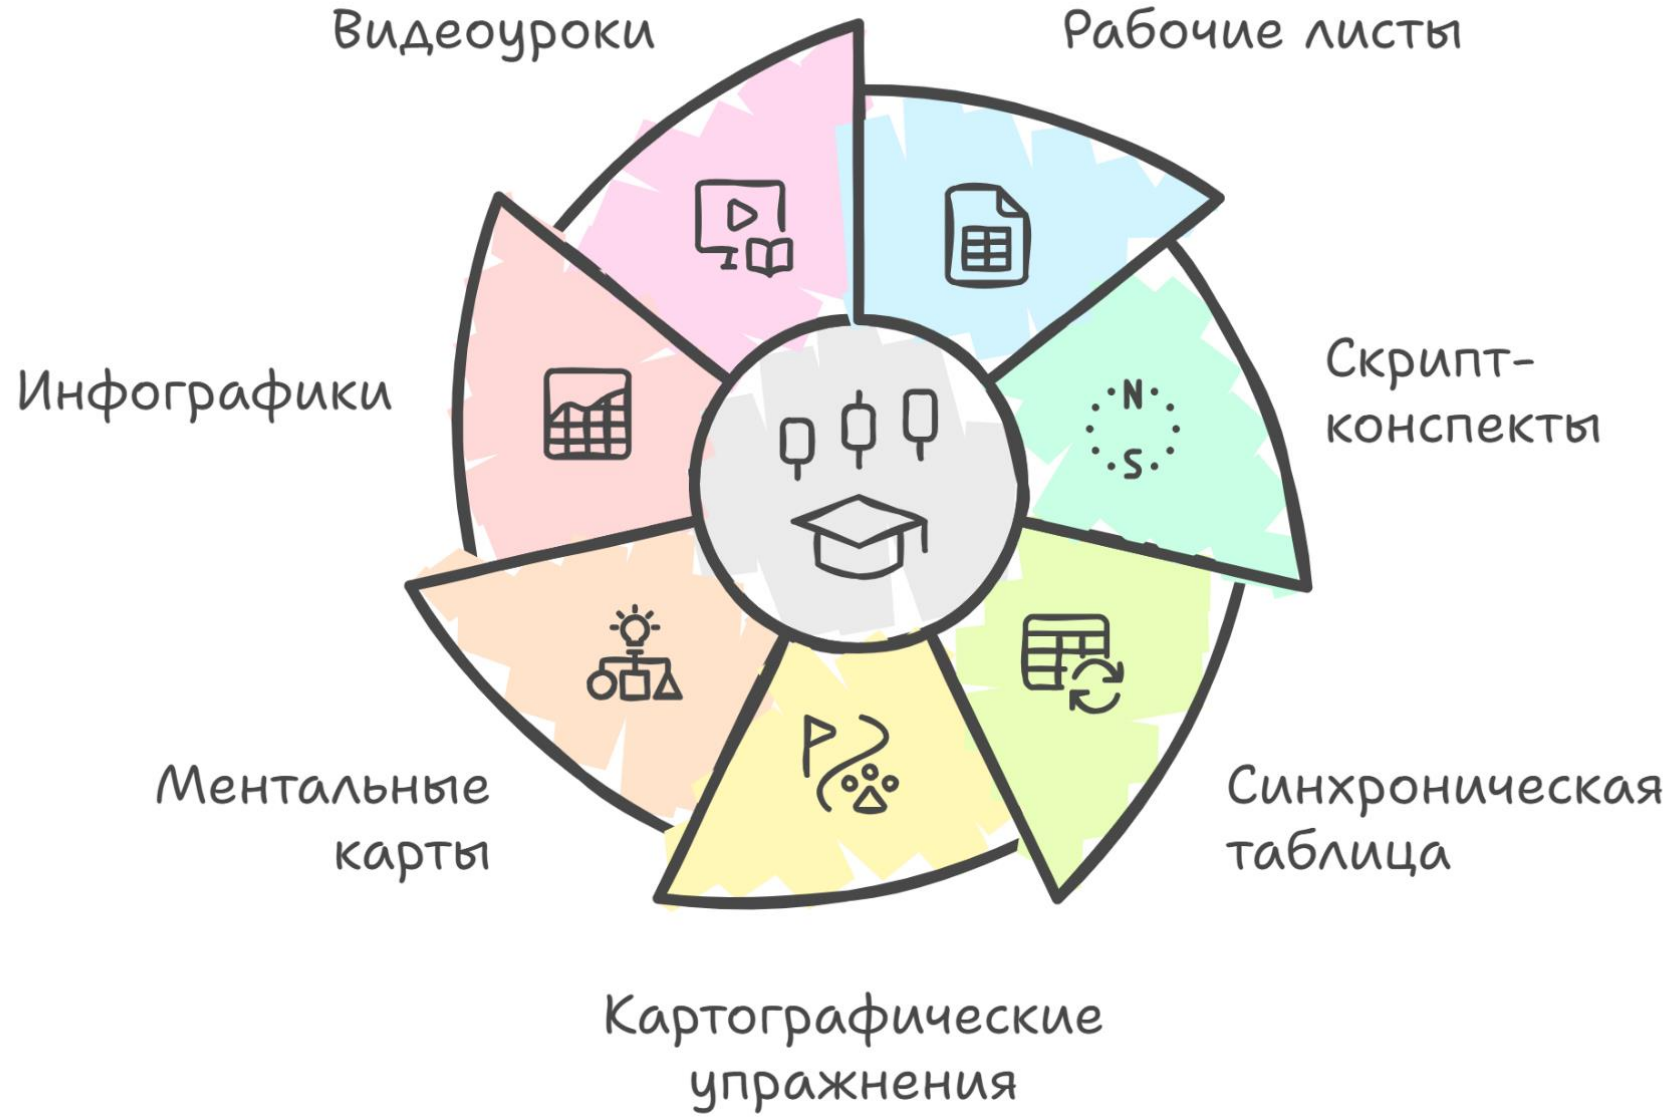 Видеоуроки
Рабочие листы
Инфографики
Скрипт-
конспекты
N
S
Ментальные
карты
Синхроническая
таблица
Картографические
упражнения